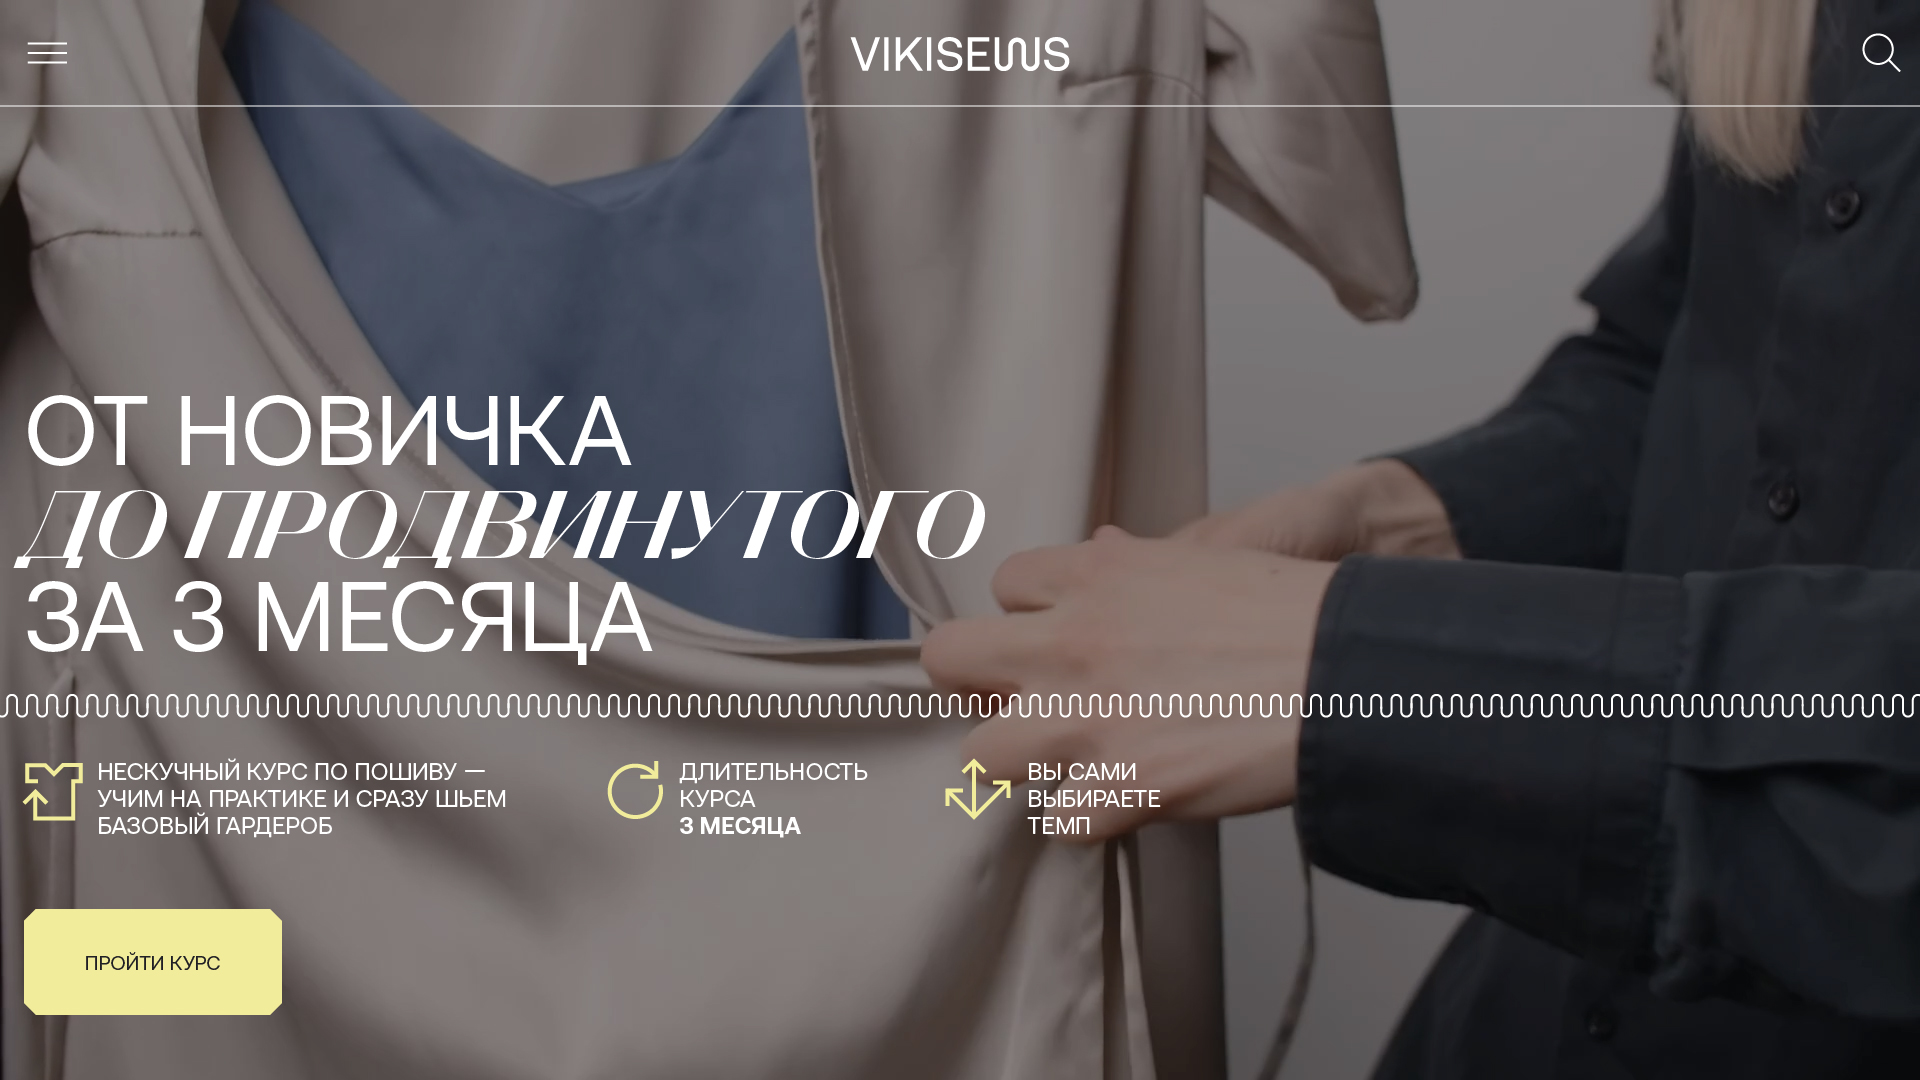 VIKISEWS
ОТ НОВИЧКА
ДО ПРОДВИНУТОГО
ЗА 3 МЕСЯЦА
НЕСКУЧНЫЙ КУРС ПО ПОШИВУ —
УЧИМ НА ПРАКТИКЕ И СРАЗУ ШЬЕМ
БАЗОВЫЙ ГАРДЕРОБ
ДЛИТЕЛЬНОСТЬ
КУРСА
3 МЕСЯЦА
ВЫ САМИ
ВЫБИРАЕТЕ
ТЕМП
ПРОЙТИ КУРС